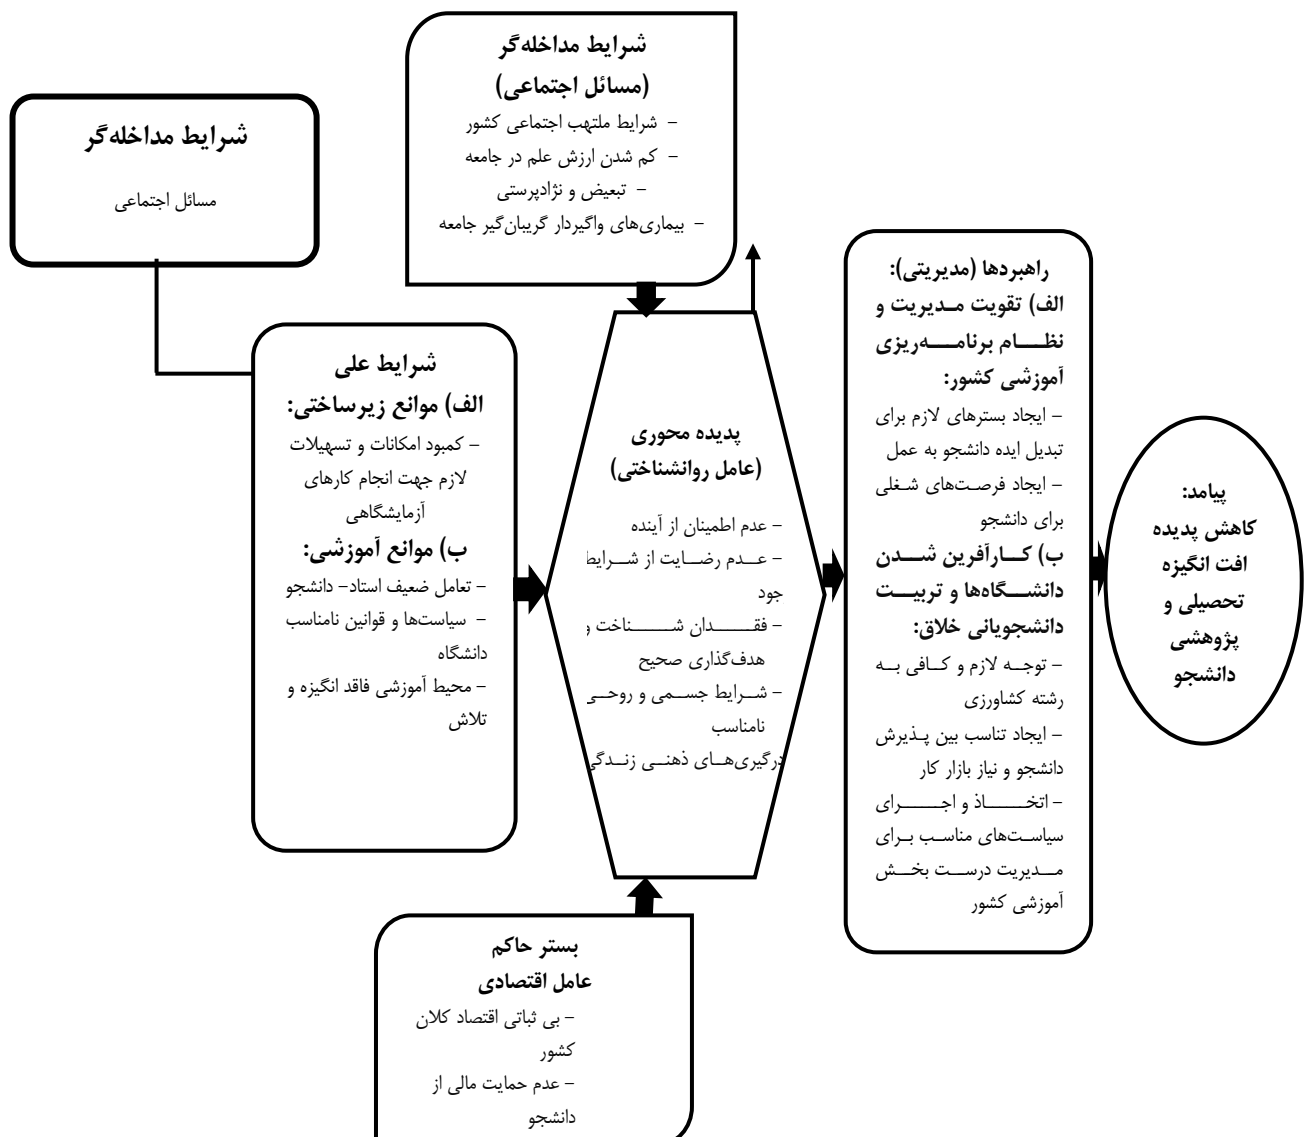 شرایط مداخله‌گر
(مسائل اجتماعی)
- شرایط ملتهب اجتماعی کشور
- کم شدن ارزش علم در جامعه
- تبعیض و نژادپرستی
- بیماری‌های واگیردار گریبان‌گیر جامعه
شرایط مداخله‌گر
مسائل اجتماعی
شرایط علی
الف) موانع زیرساختی:
- کمبود امکانات و تسهیلات
لازم جهت انجام کارهای
آزمایشگاهی
ب) موانع آموزشی:
- تعامل ضعیف استاد- دانشجو
- سیاست‌ها و قوانین نامناسب
دانشگاه
- محیط آموزشی فاقد انگیزه و
تلاش
پدیده محوری
(عامل روانشناختی)
- عدم اطمینان از آینده
- عدم رضایت از شرایط
جود
- فقدان شناخت و
هدف‌گذاری صحیح
- شرایط جسمی و روحی
نامناسب
درگیری‌های ذهنی زندگی
راهبردها (مدیریتی):
الف) تقویت مدیریت و
نظام برنامه‌ریزی
آموزشی کشور:
- ایجاد بسترهای لازم برای
تبدیل ایده دانشجو به عمل
- ایجاد فرصت‌های شغلی
برای دانشجو
ب) کارآفرین شدن
دانشگاه‌ها و تربیت
دانشجویانی خلاق:
- توجه لازم و کافی به
رشته کشاورزی
- ایجاد تناسب بین پذیرش
دانشجو و نیاز بازار کار
- اتخاذ و اجرای
سیاست‌های مناسب برای
مدیریت درست بخش
آموزشی کشور
پیامد:
کاهش پدیده
افت انگیزه
تحصیلی و
پژوهشی
دانشجو
بستر حاکم
عامل اقتصادی
- بی ثباتی اقتصاد کلان
کشور
- عدم حمایت مالی از
دانشجو